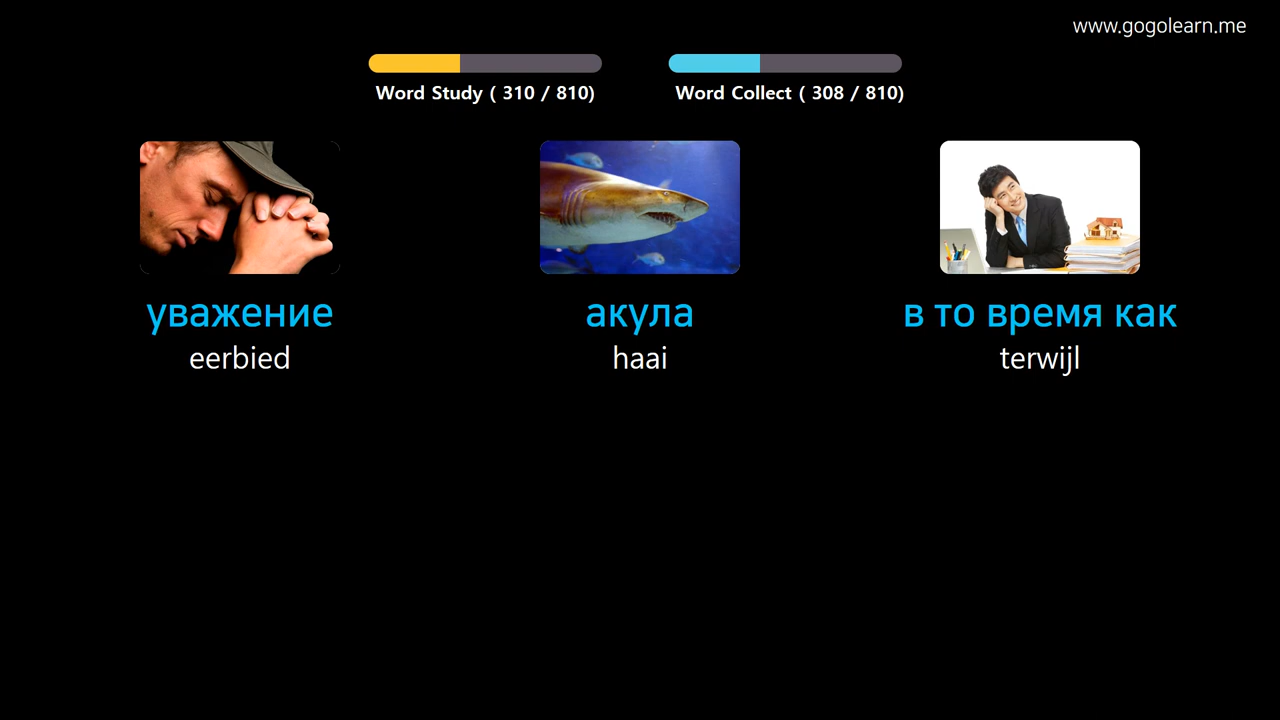 www.gogolearn.me
Word Study ( 310 / 810)
Word Collect ( 308 / 810)
уважение
eerbied
акула
haai
в то время как
terwijl